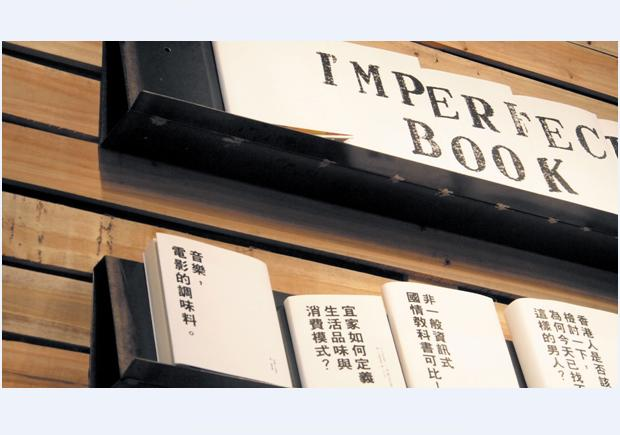 IMPERFECT
BOOK
音樂，
電影的調味料。
宜家如何定義
生活品味與
消費模式？
非一般資訊式
國情教科書可比！
香港人是否該
檢討一下，
為何今天已找不
這樣的男人？